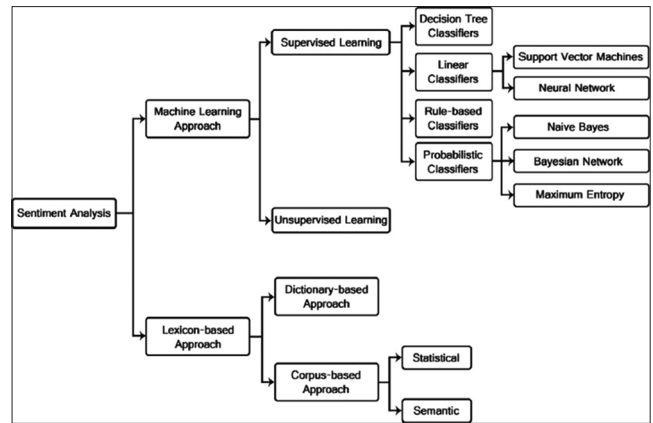 Sentiment Analysis
Machine Learning
Approach
Lexicon-based
Approach
Supervised Learning
Unsupervised Learning
Dictionary-based
Approach
Corpus-based
Approach
Decision Tree
Classifiers
Linear
Classifiers
Rule-based
Classifiers
Probabilistic
Classifiers
Statistical
Semantic
Support Vector Machines
Neural Network
Naive Bayes
Bayesian Network
Maximum Entropy